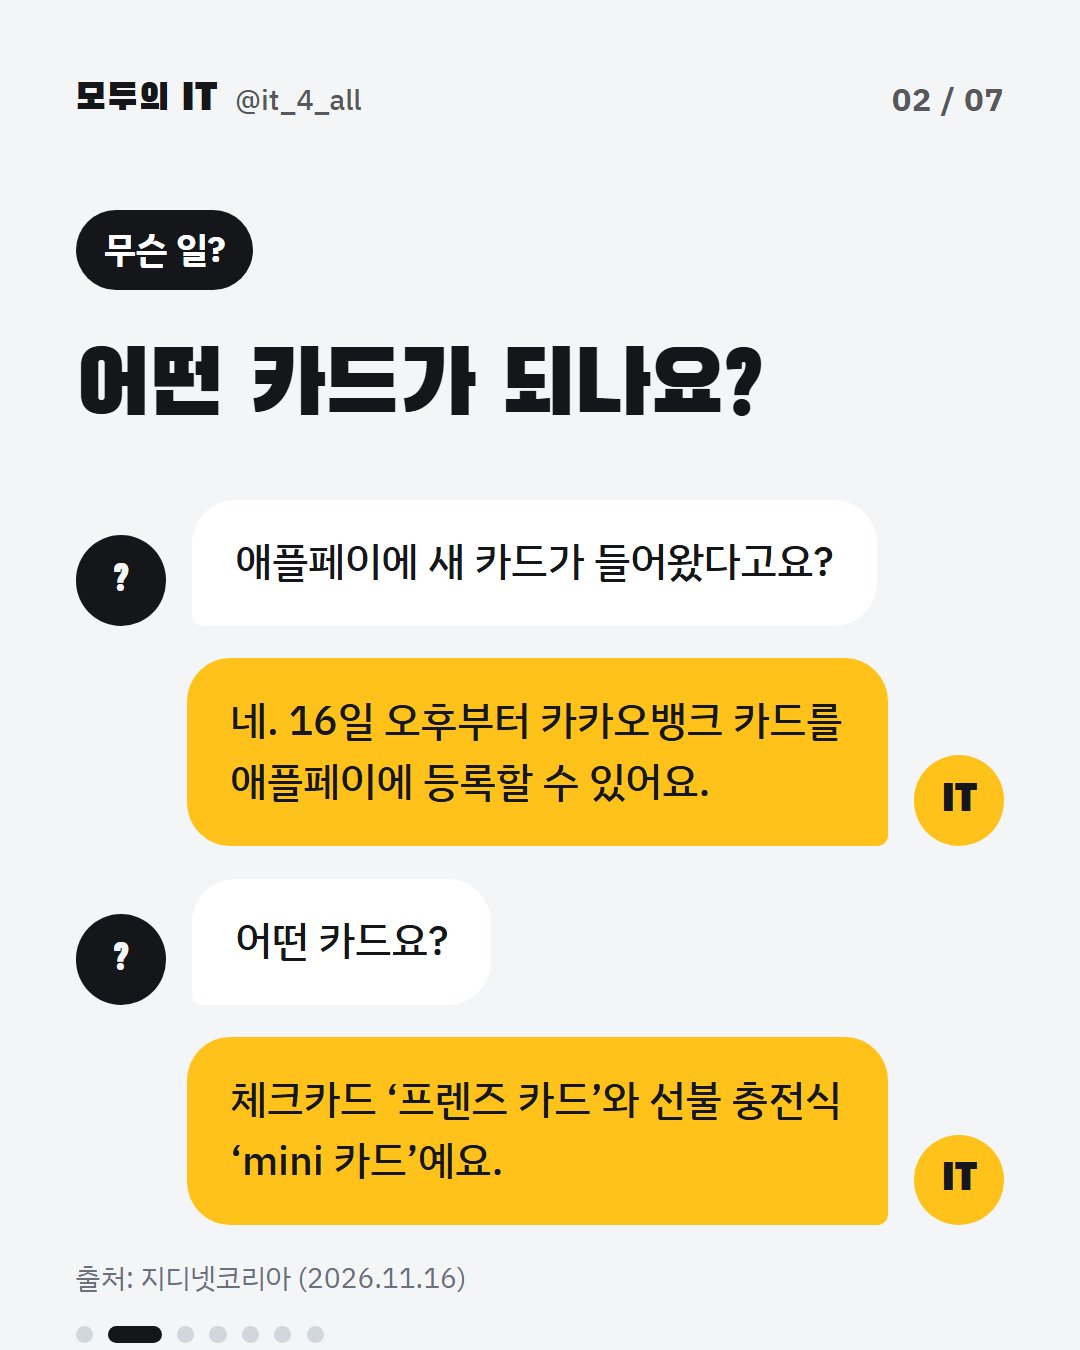 모두의 IT @it_4_all
02 / 07
무슨 일?
어떤 카드가 되나요?
?
애플페이에 새 카드가 들어왔다고요?
네. 16일 오후부터 카카오뱅크 카드를
애플페이에 등록할 수 있어요.
IT
?
어떤 카드요?
체크카드 ‘프렌즈 카드’와 선불 충전식
‘mini 카드’예요.
IT
출처: 지디넷코리아 (2026.11.16)